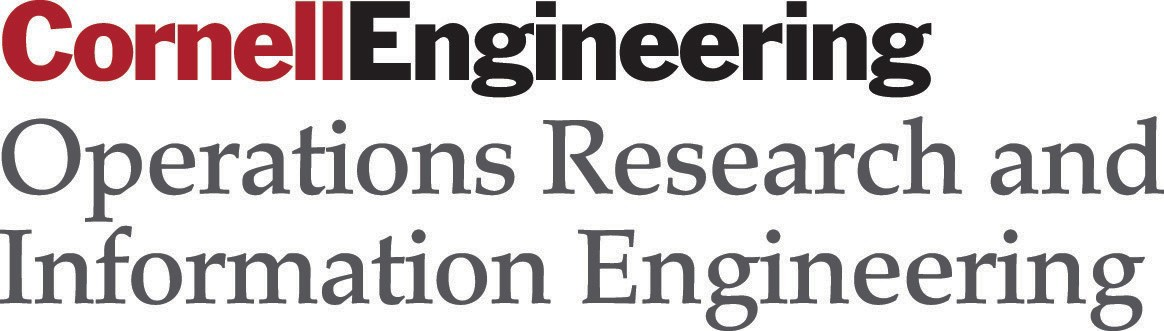 CornellEngineering
Operations Research and
Information Engineering